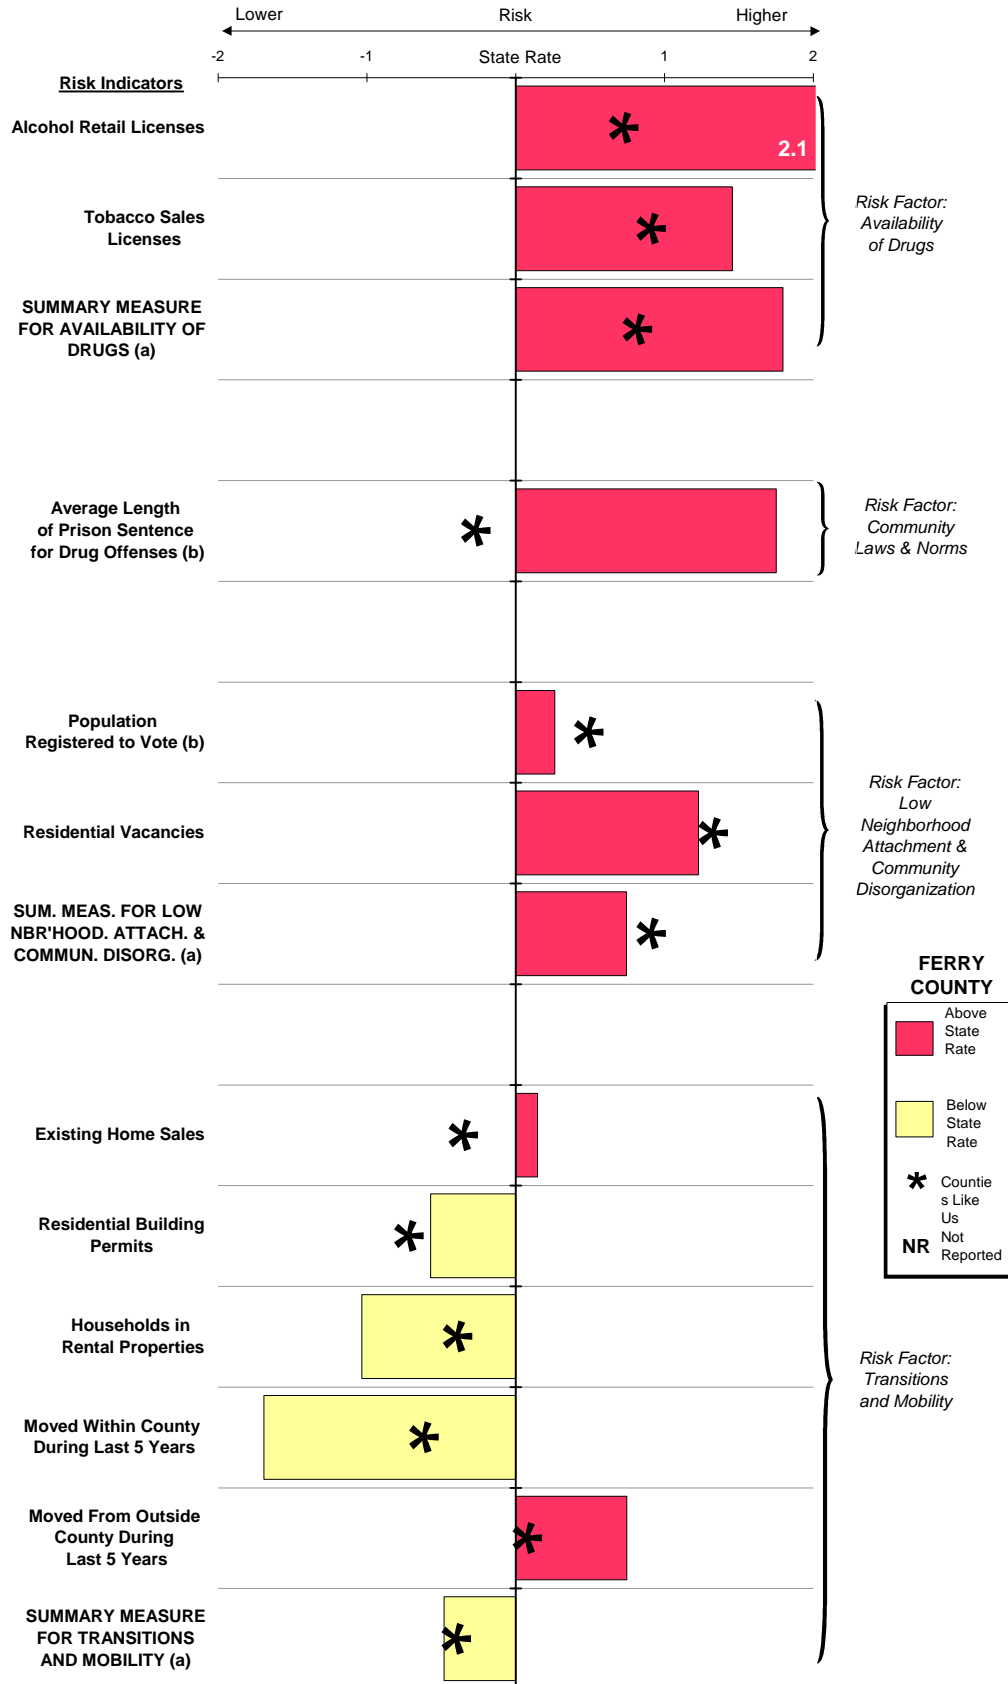 Lower Risk Higher
-2 -1 State Rate 1 2
Risk Indicators
Alcohol Retail Licenses
2.1
Tobacco Sales
Licenses
Risk Factor:
Availability
of Drugs
SUMMARY MEASURE
FOR AVAILABILITY OF
DRUGS (a)
Average Length
of Prison Sentence
for Drug Offenses (b)
Risk Factor:
Community
Laws & Norms
Population
Registered to Vote (b)
Residential Vacancies
Risk Factor:
Low
Neighborhood
Attachment &
Community
Disorganization
SUM. MEAS. FOR LOW
NBR'HOOD. ATTACH. &
COMMUN. DISORG. (a)
FERRY
COUNTY
Above
State
Rate
Below
State
Rate
* Countie
s Like
Us
NR Not
Reported
Existing Home Sales
Residential Building
Permits
Households in
Rental Properties
Risk Factor:
Transitions
and Mobility
Moved Within County
During Last 5 Years
Moved From Outside
County During
Last 5 Years
SUMMARY MEASURE
FOR TRANSITIONS
AND MOBILITY (a)